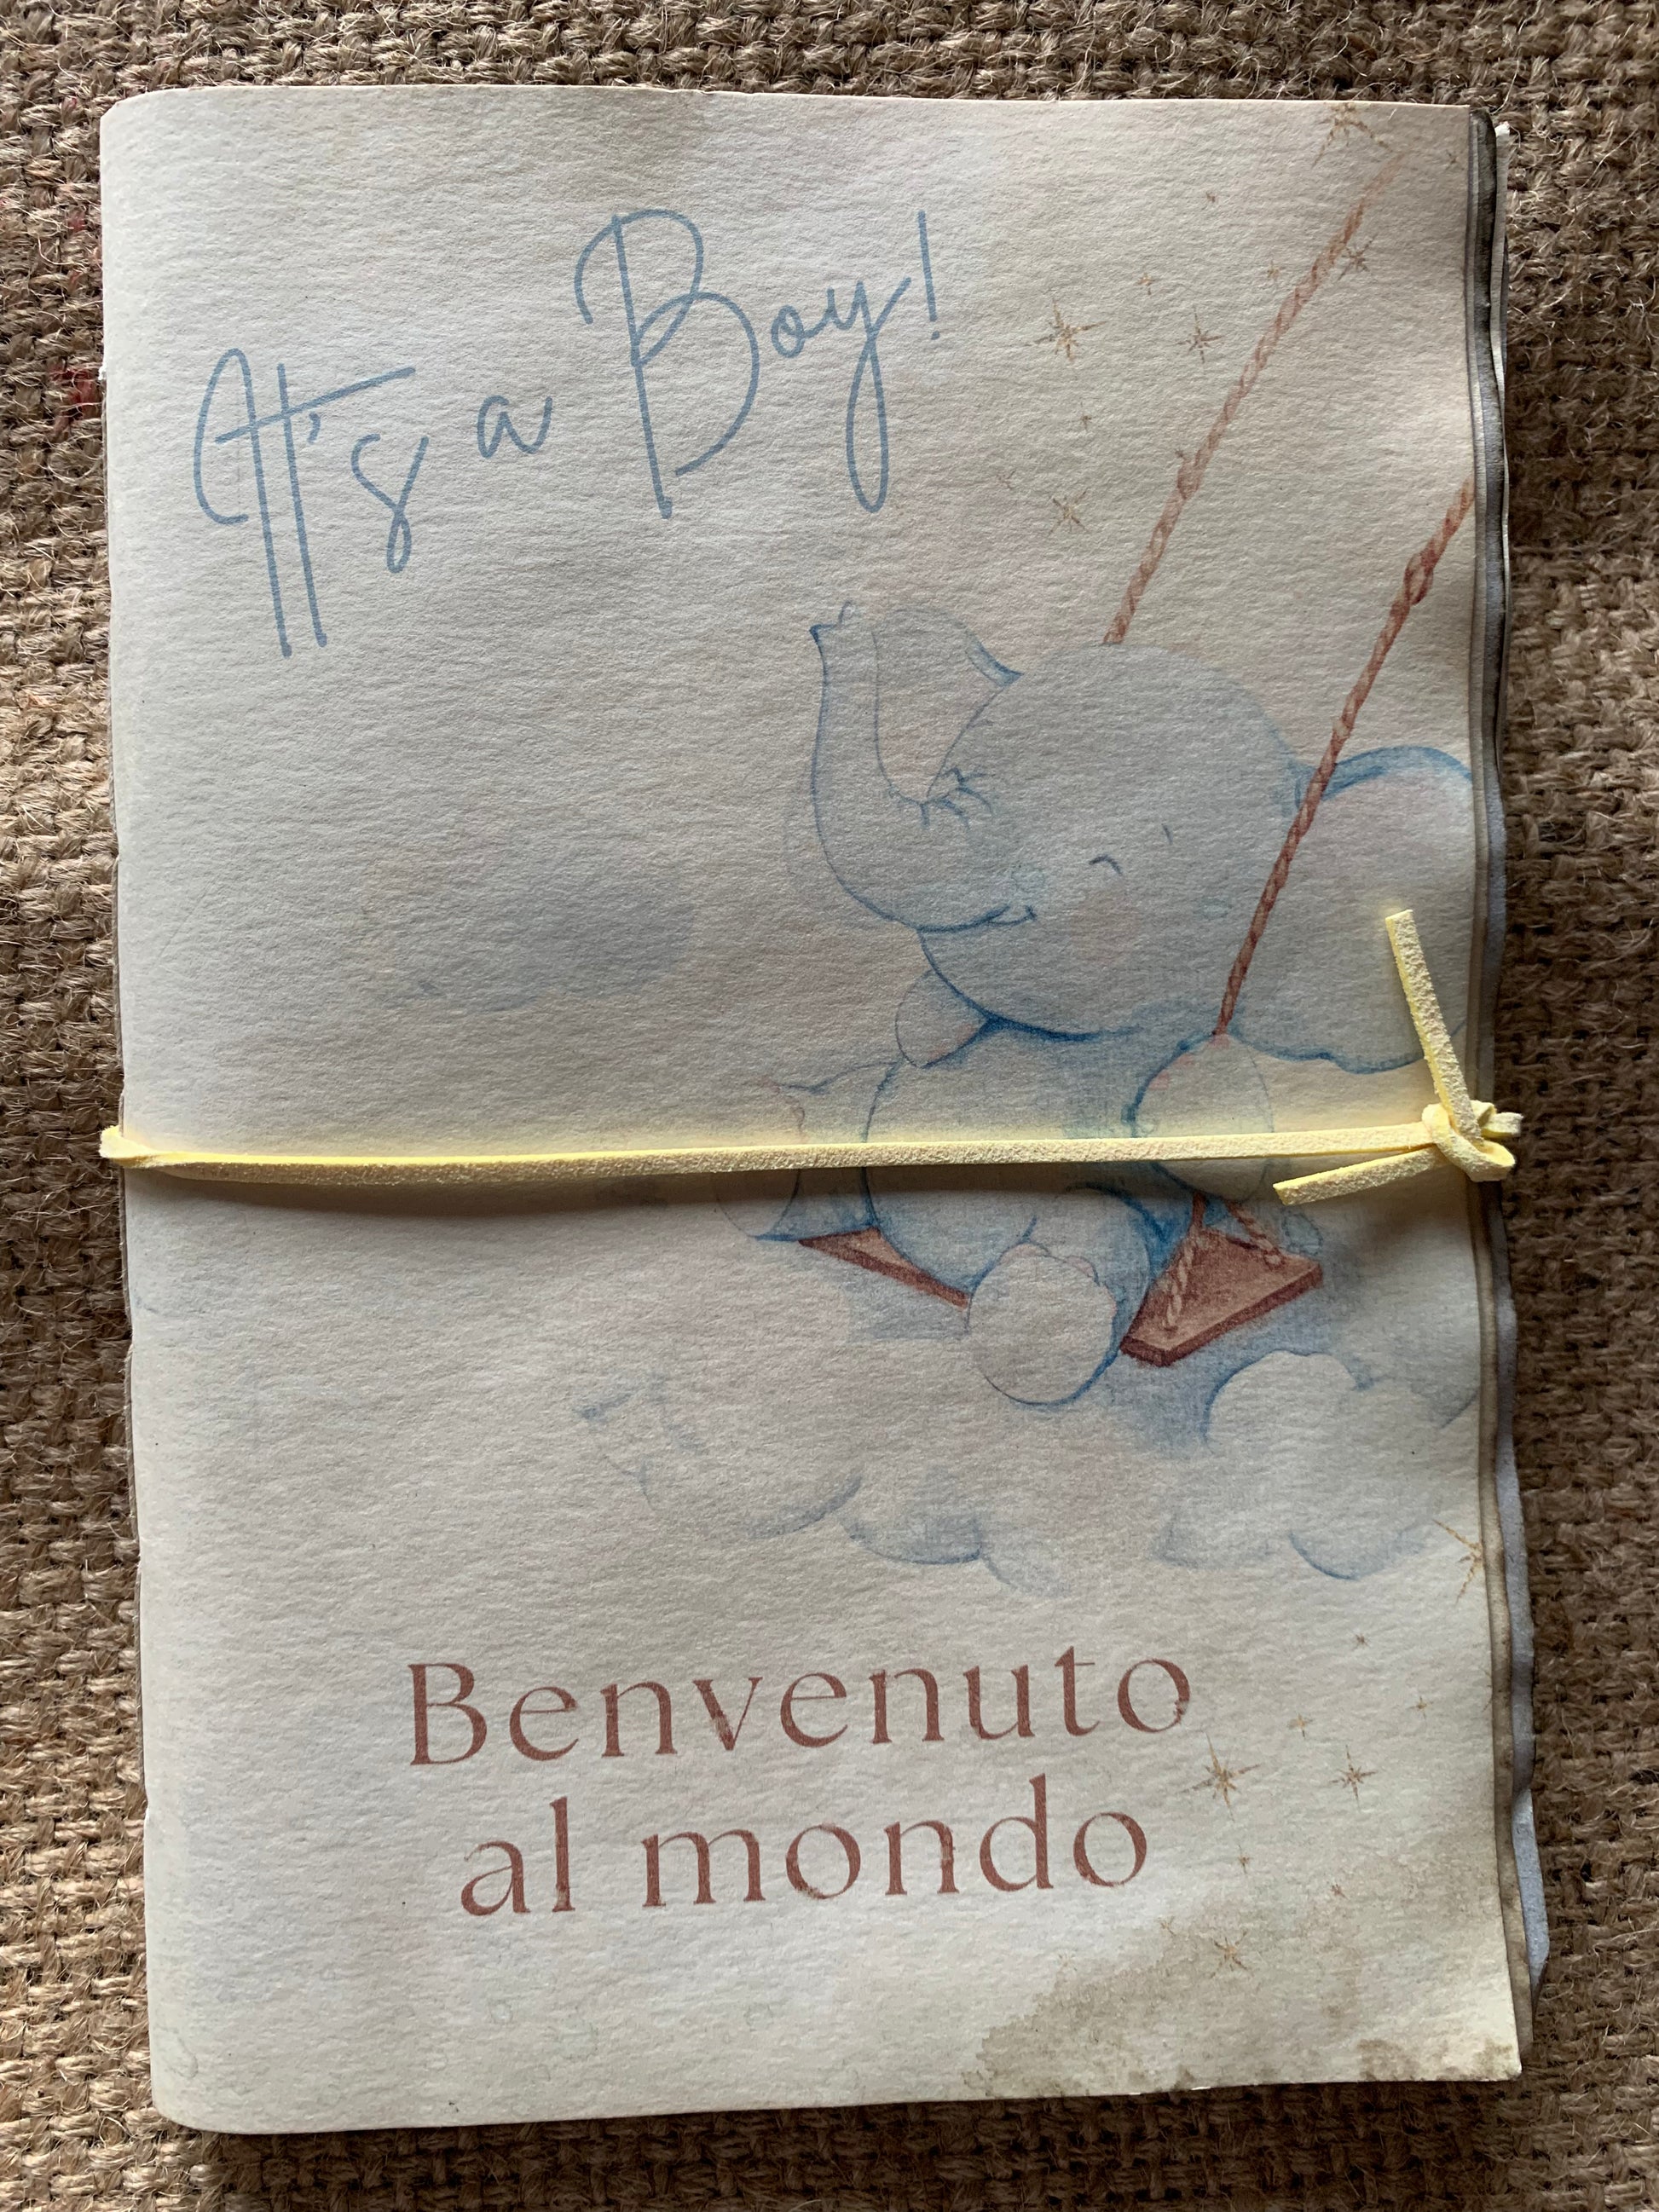 It's a Boy!
Benvenuto
al mondo